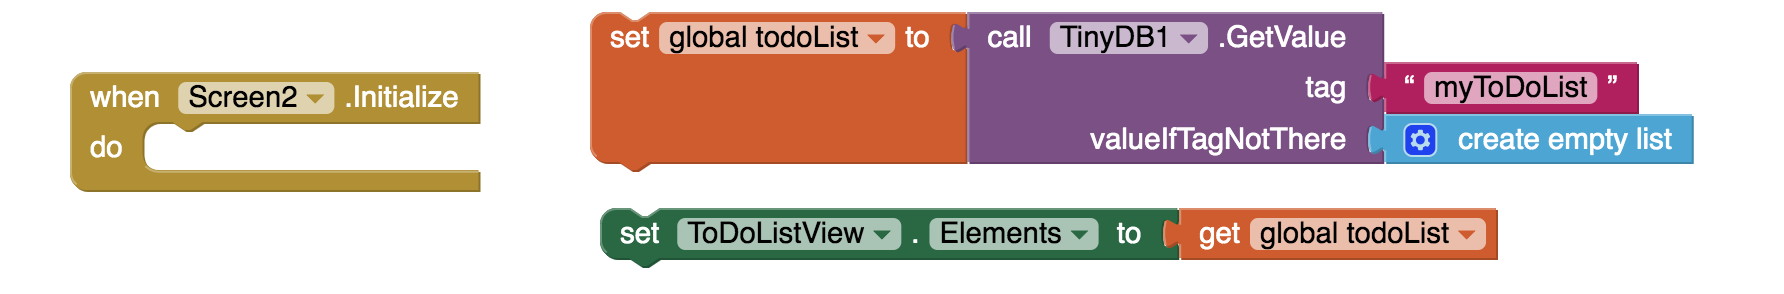 when Screen2 .Initialize
do
set global todoList to call TinyDB1 .GetValue
tag “ myToDoList ”
valueIfTagNotThere create empty list
set ToDoListView . Elements to get global todoList